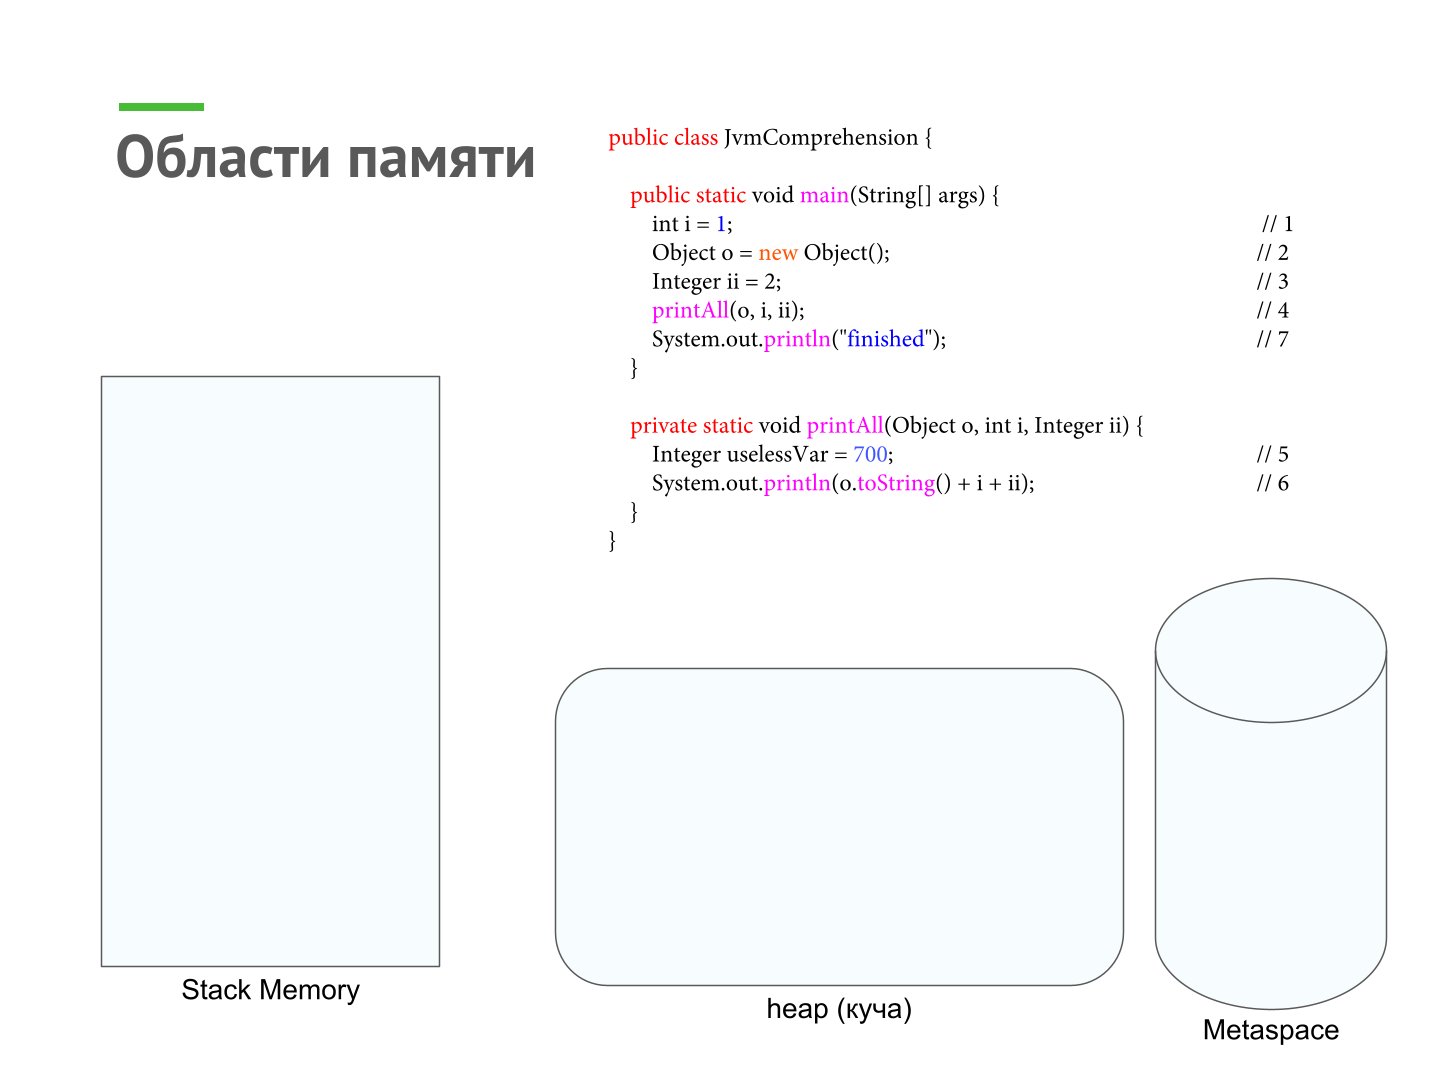 Области памяти
public class JvmComprehension {
public static void main(String[] args) {
int i = 1; // 1
Object o = new Object(); // 2
Integer ii = 2; // 3
printAll(o, i, ii); // 4
System.out.println("finished"); // 7
}
private static void printAll(Object o, int i, Integer ii) {
Integer uselessVar = 700; // 5
System.out.println(o.toString() + i + ii); // 6
}
}
Stack Memory
heap (куча)
Metaspace